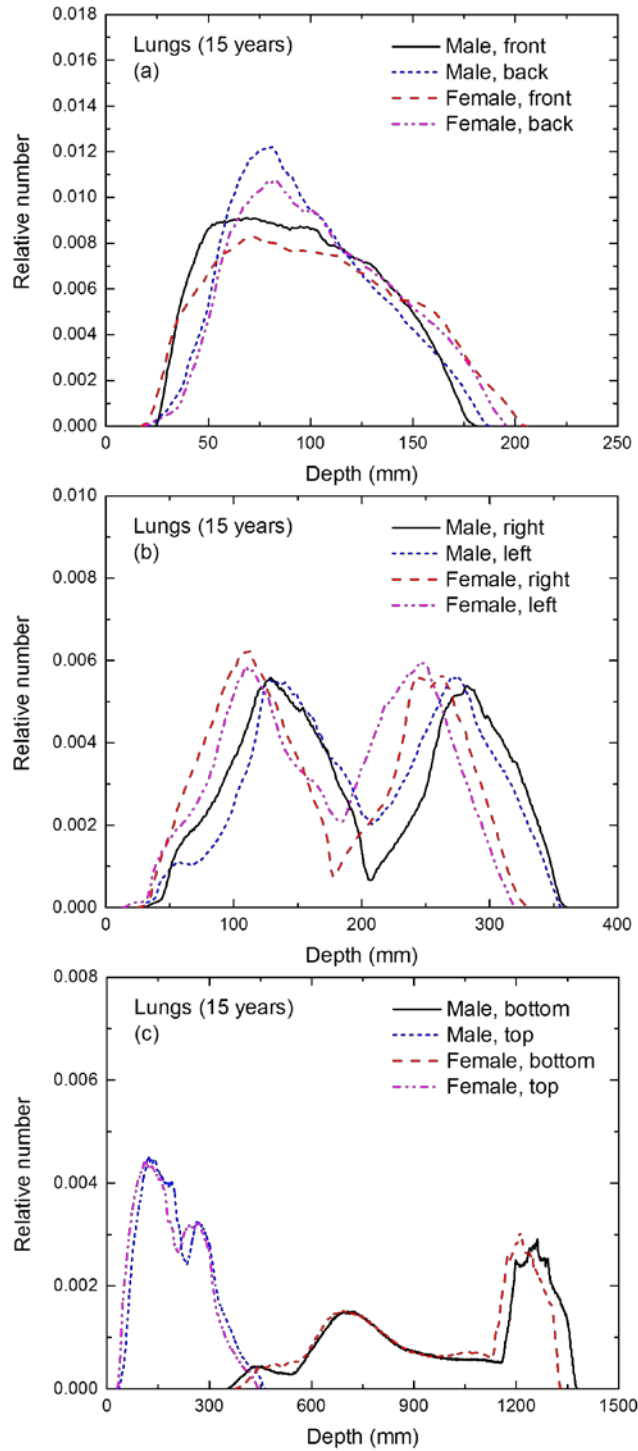 0.018
0.016
0.014
0.012
0.010
0.008
0.006
0.004
0.002
0.000
Relative number
Lungs (15 years)
(a)
Male, front
Male, back
Female, front
Female, back
0 50 100 150 200 250
Depth (mm)
0.010
0.008
0.006
0.004
0.002
0.000
Relative number
Lungs (15 years)
(b)
Male, right
Male, left
Female, right
Female, left
0 100 200 300 400
Depth (mm)
0.008
0.006
0.004
0.002
0.000
Relative number
Lungs (15 years)
(c)
Male, bottom
Male, top
Female, bottom
Female, top
0 300 600 900 1200 1500
Depth (mm)